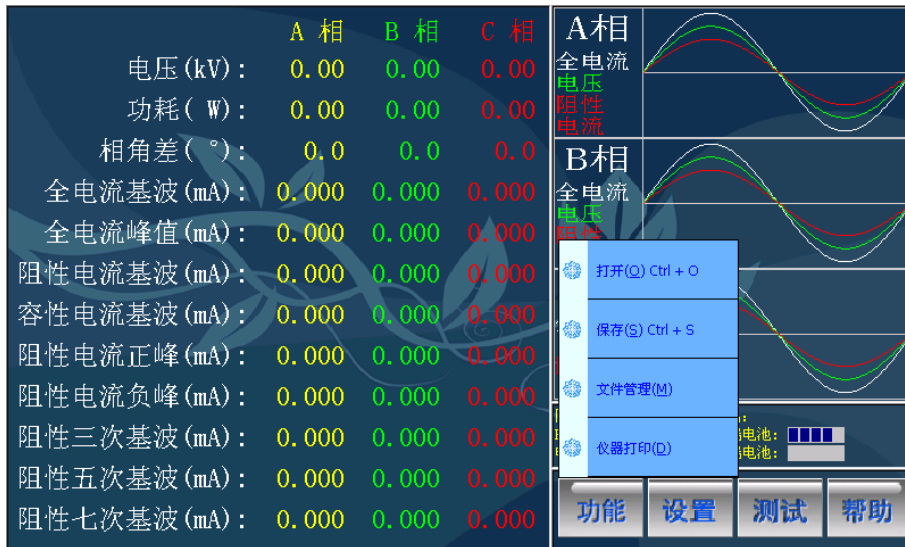 A 相 B 相 C 相
电压(kV): 0.00 0.00 0.00
功耗( W): 0.00 0.00 0.00
相角差( °): 0.0 0.0 0.0
全电流基波(mA): 0.000 0.000 0.000
全电流峰值(mA): 0.000 0.000 0.000
阻性电流基波(mA): 0.000 0.000 0.000
容性电流基波(mA): 0.000 0.000 0.000
阻性电流正峰(mA): 0.000 0.000 0.000
阻性电流负峰(mA): 0.000 0.000 0.000
阻性三次基波(mA): 0.000 0.000 0.000
阻性五次基波(mA): 0.000 0.000 0.000
阻性七次基波(mA): 0.000 0.000 0.000
A相
全电流
电压
阻性
电流
B相
全电流
电压
阻性
打开(O) Ctrl + O
保存(S) Ctrl + S
文件管理(M)
仪器打印(D)
电池:
电池:
功能 设置 测试 帮助